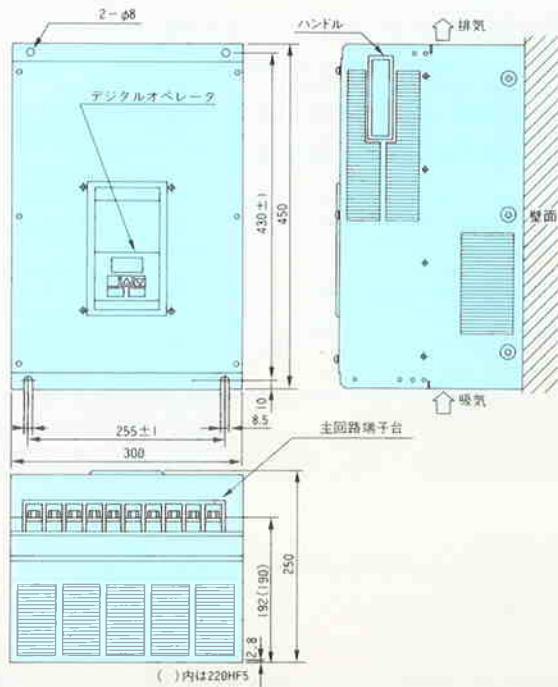 2-φ8
ハンドル
排気
デジタルオペレータ
430±1
450
壁面
10
8.5
吸気
255±1
300
主回路端子台
192(190)
250
2.8
( )内は220HF5